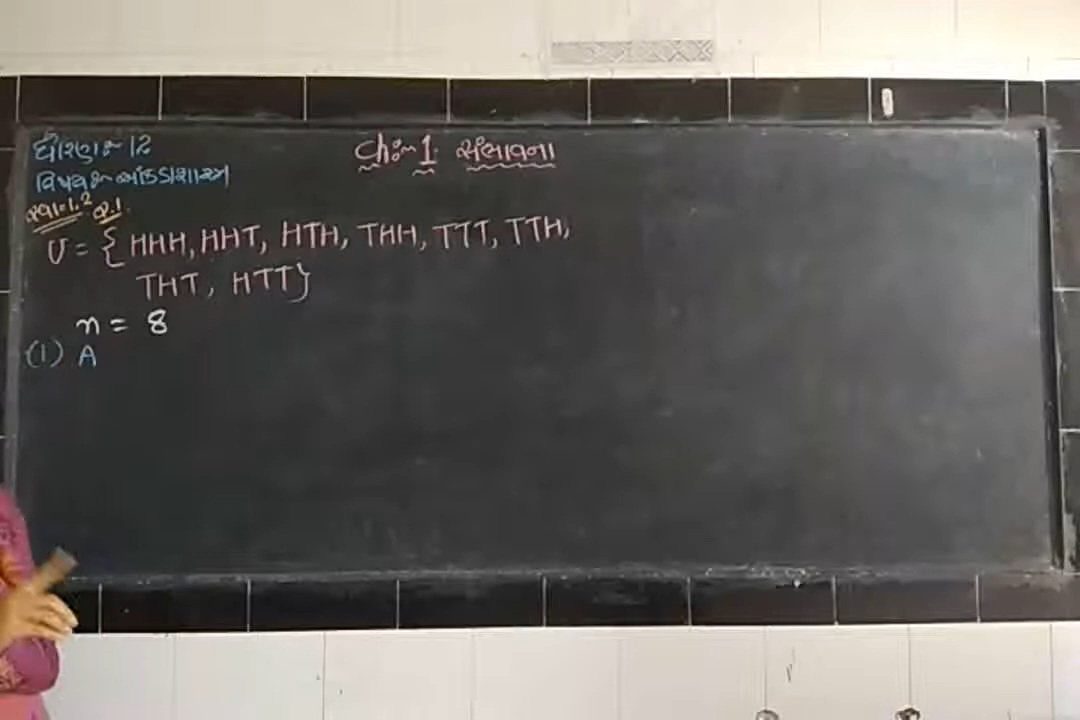 ધોરણ:- 12
Ch:- 1. સંભાવના
વિષય:- આંકડાશાસ્ત્ર
સ્વા.1.2 પ્ર.1.
U = { HHH, HHT, HTH, THH, TTT, TTH,
THT, HTT}
n = 8
(1) A